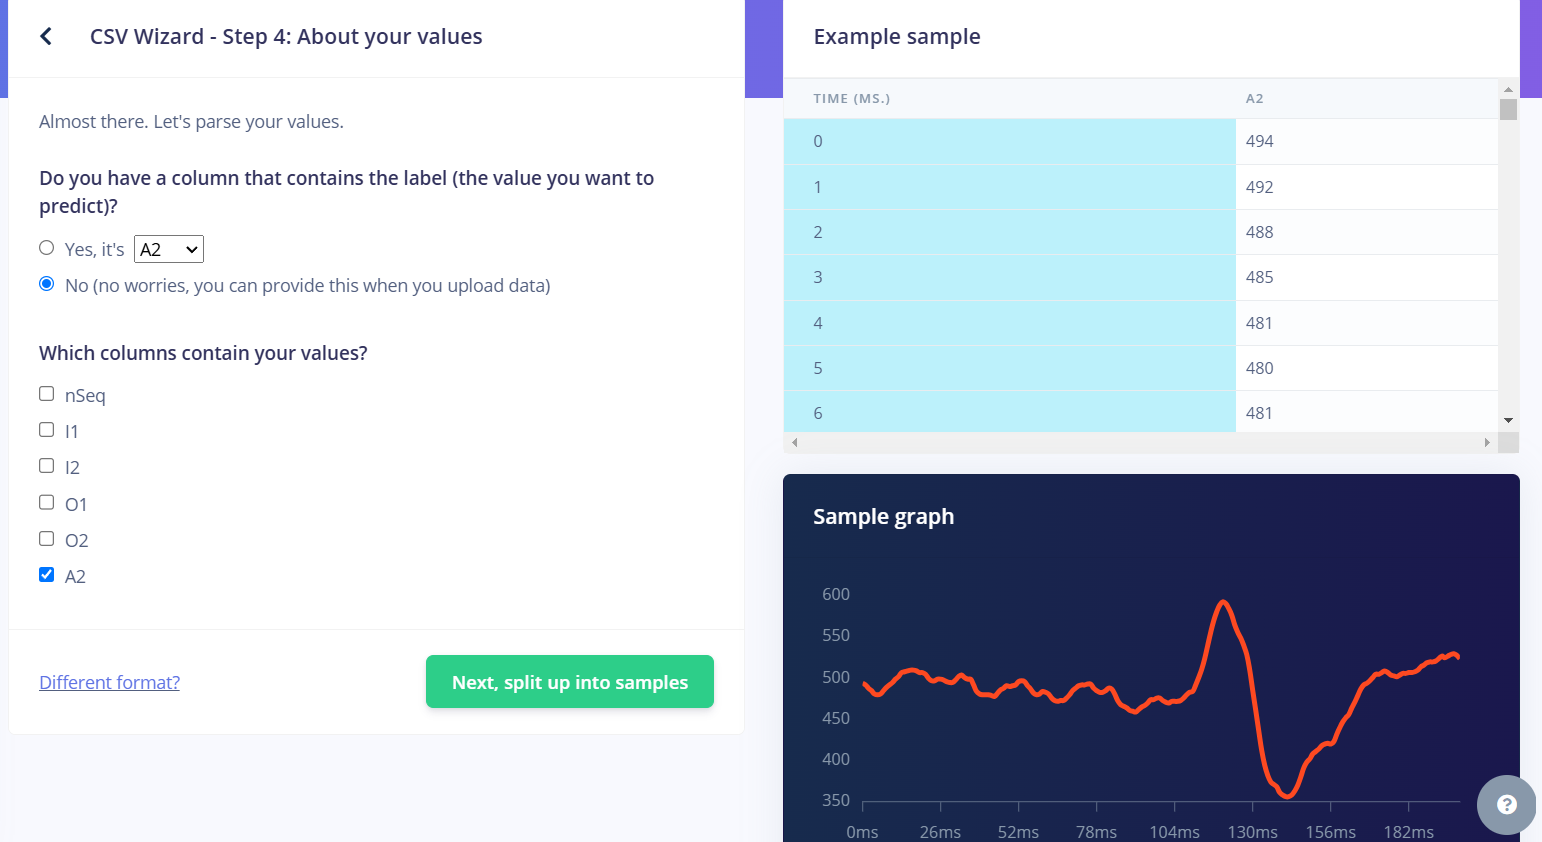 CSV Wizard - Step 4: About your values
Almost there. Let's parse your values.
Do you have a column that contains the label (the value you want to
predict)?
Yes, it's A2
No (no worries, you can provide this when you upload data)
Which columns contain your values?
nSeq
I1
I2
O1
O2
A2
Different format?
Next, split up into samples
Example sample
TIME (MS.) A2
0 494
1 492
2 488
3 485
4 481
5 480
6 481
Sample graph
600
550
500
450
400
350
0ms 26ms 52ms 78ms 104ms 130ms 156ms 182ms
?